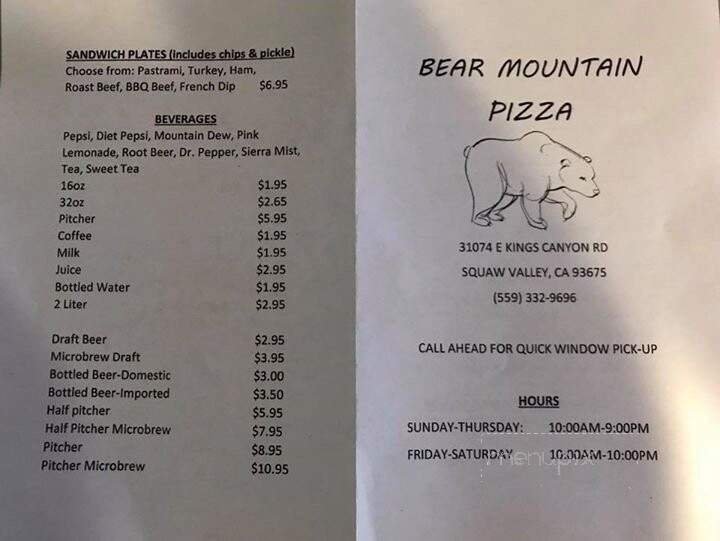 SANDWICH PLATES (includes chips & pickle)
Choose from: Pastrami, Turkey, Ham,
Roast Beef, BBQ Beef, French Dip $6.95
BEVERAGES
Pepsi, Diet Pepsi, Mountain Dew, Pink
Lemonade, Root Beer, Dr. Pepper, Sierra Mist,
Tea, Sweet Tea
16oz $1.95
32oz $2.65
Pitcher $5.95
Coffee $1.95
Milk $1.95
Juice $2.95
Bottled Water $1.95
2 Liter $2.95
Draft Beer $2.95
Microbrew Draft $3.95
Bottled Beer-Domestic $3.00
Bottled Beer-Imported $3.50
Half pitcher $5.95
Half Pitcher Microbrew $7.95
Pitcher $8.95
Pitcher Microbrew $10.95
BEAR MOUNTAIN
PIZZA
31074 E KINGS CANYON RD
SQUAW VALLEY, CA 93675
(559) 332-9696
CALL AHEAD FOR QUICK WINDOW PICK-UP
HOURS
SUNDAY-THURSDAY: 10:00AM-9:00PM
FRIDAY-SATURDAY 10:00AM-10:00PM
menupix